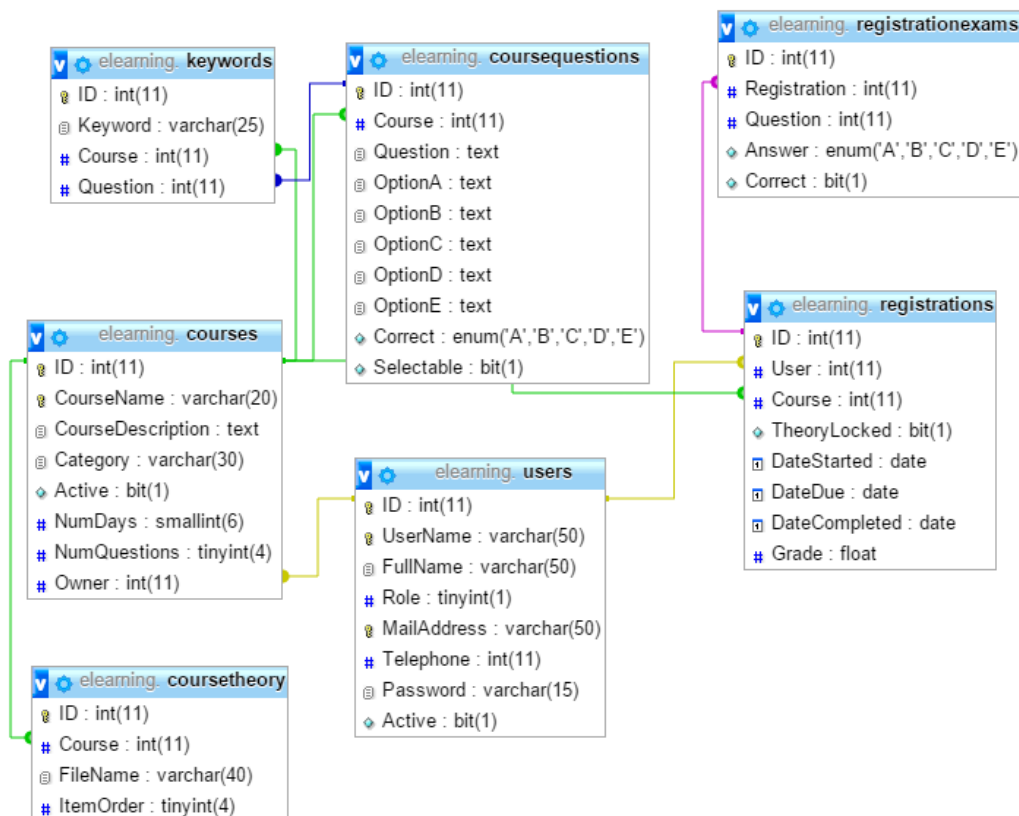 elearning. keywords
ID : int(11)
Keyword : varchar(25)
Course : int(11)
Question : int(11)
elearning. coursequestions
ID : int(11)
Course : int(11)
Question : text
OptionA : text
OptionB : text
OptionC : text
OptionD : text
OptionE : text
Correct : enum('A','B','C','D','E')
Selectable : bit(1)
elearning. registrationexams
ID : int(11)
Registration : int(11)
Question : int(11)
Answer : enum('A','B','C','D','E')
Correct : bit(1)
elearning. courses
ID : int(11)
CourseName : varchar(20)
CourseDescription : text
Category : varchar(30)
Active : bit(1)
NumDays : smallint(6)
NumQuestions : tinyint(4)
Owner : int(11)
elearning. users
ID : int(11)
UserName : varchar(50)
FullName : varchar(50)
Role : tinyint(1)
MailAddress : varchar(50)
Telephone : int(11)
Password : varchar(15)
Active : bit(1)
elearning. registrations
ID : int(11)
User : int(11)
Course : int(11)
TheoryLocked : bit(1)
DateStarted : date
DateDue : date
DateCompleted : date
Grade : float
elearning. coursetheory
ID : int(11)
Course : int(11)
FileName : varchar(40)
ItemOrder : tinyint(4)